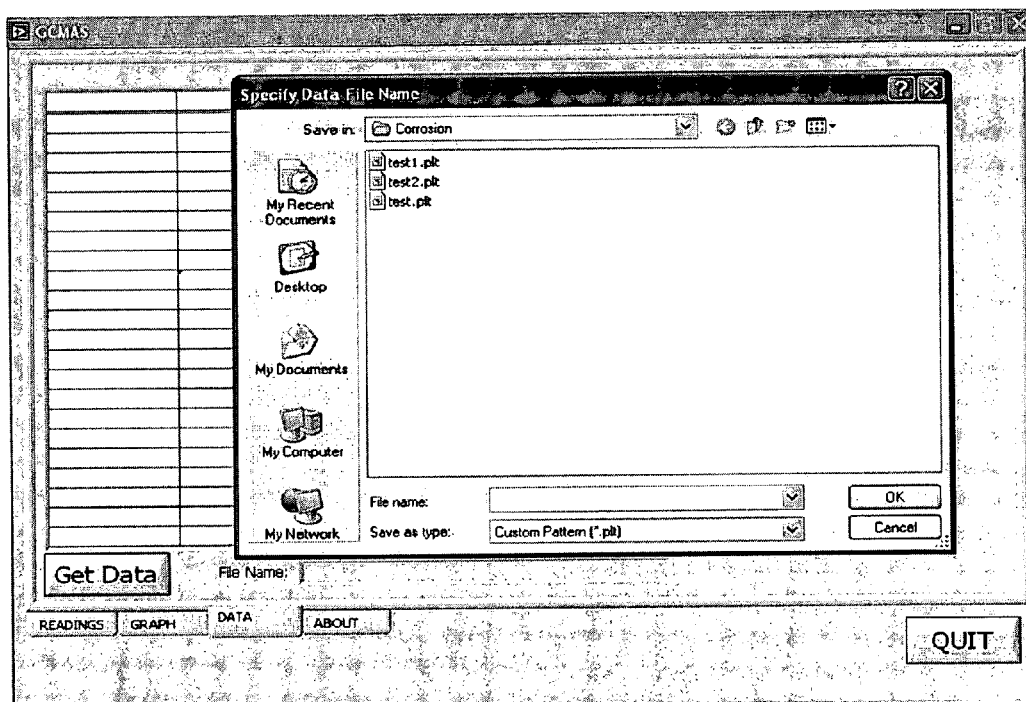 GCMAS
Specify Data File Name
Save in: Corrosion
test1.plt
test2.plt
test.plt
My Recent
Documents
Desktop
My Documents
My Computer
My Network
File name:
OK
Save as type: Custom Pattern (*.plt)
Cancel
Get Data
File Name:
READINGS
GRAPH
DATA
ABOUT
QUIT